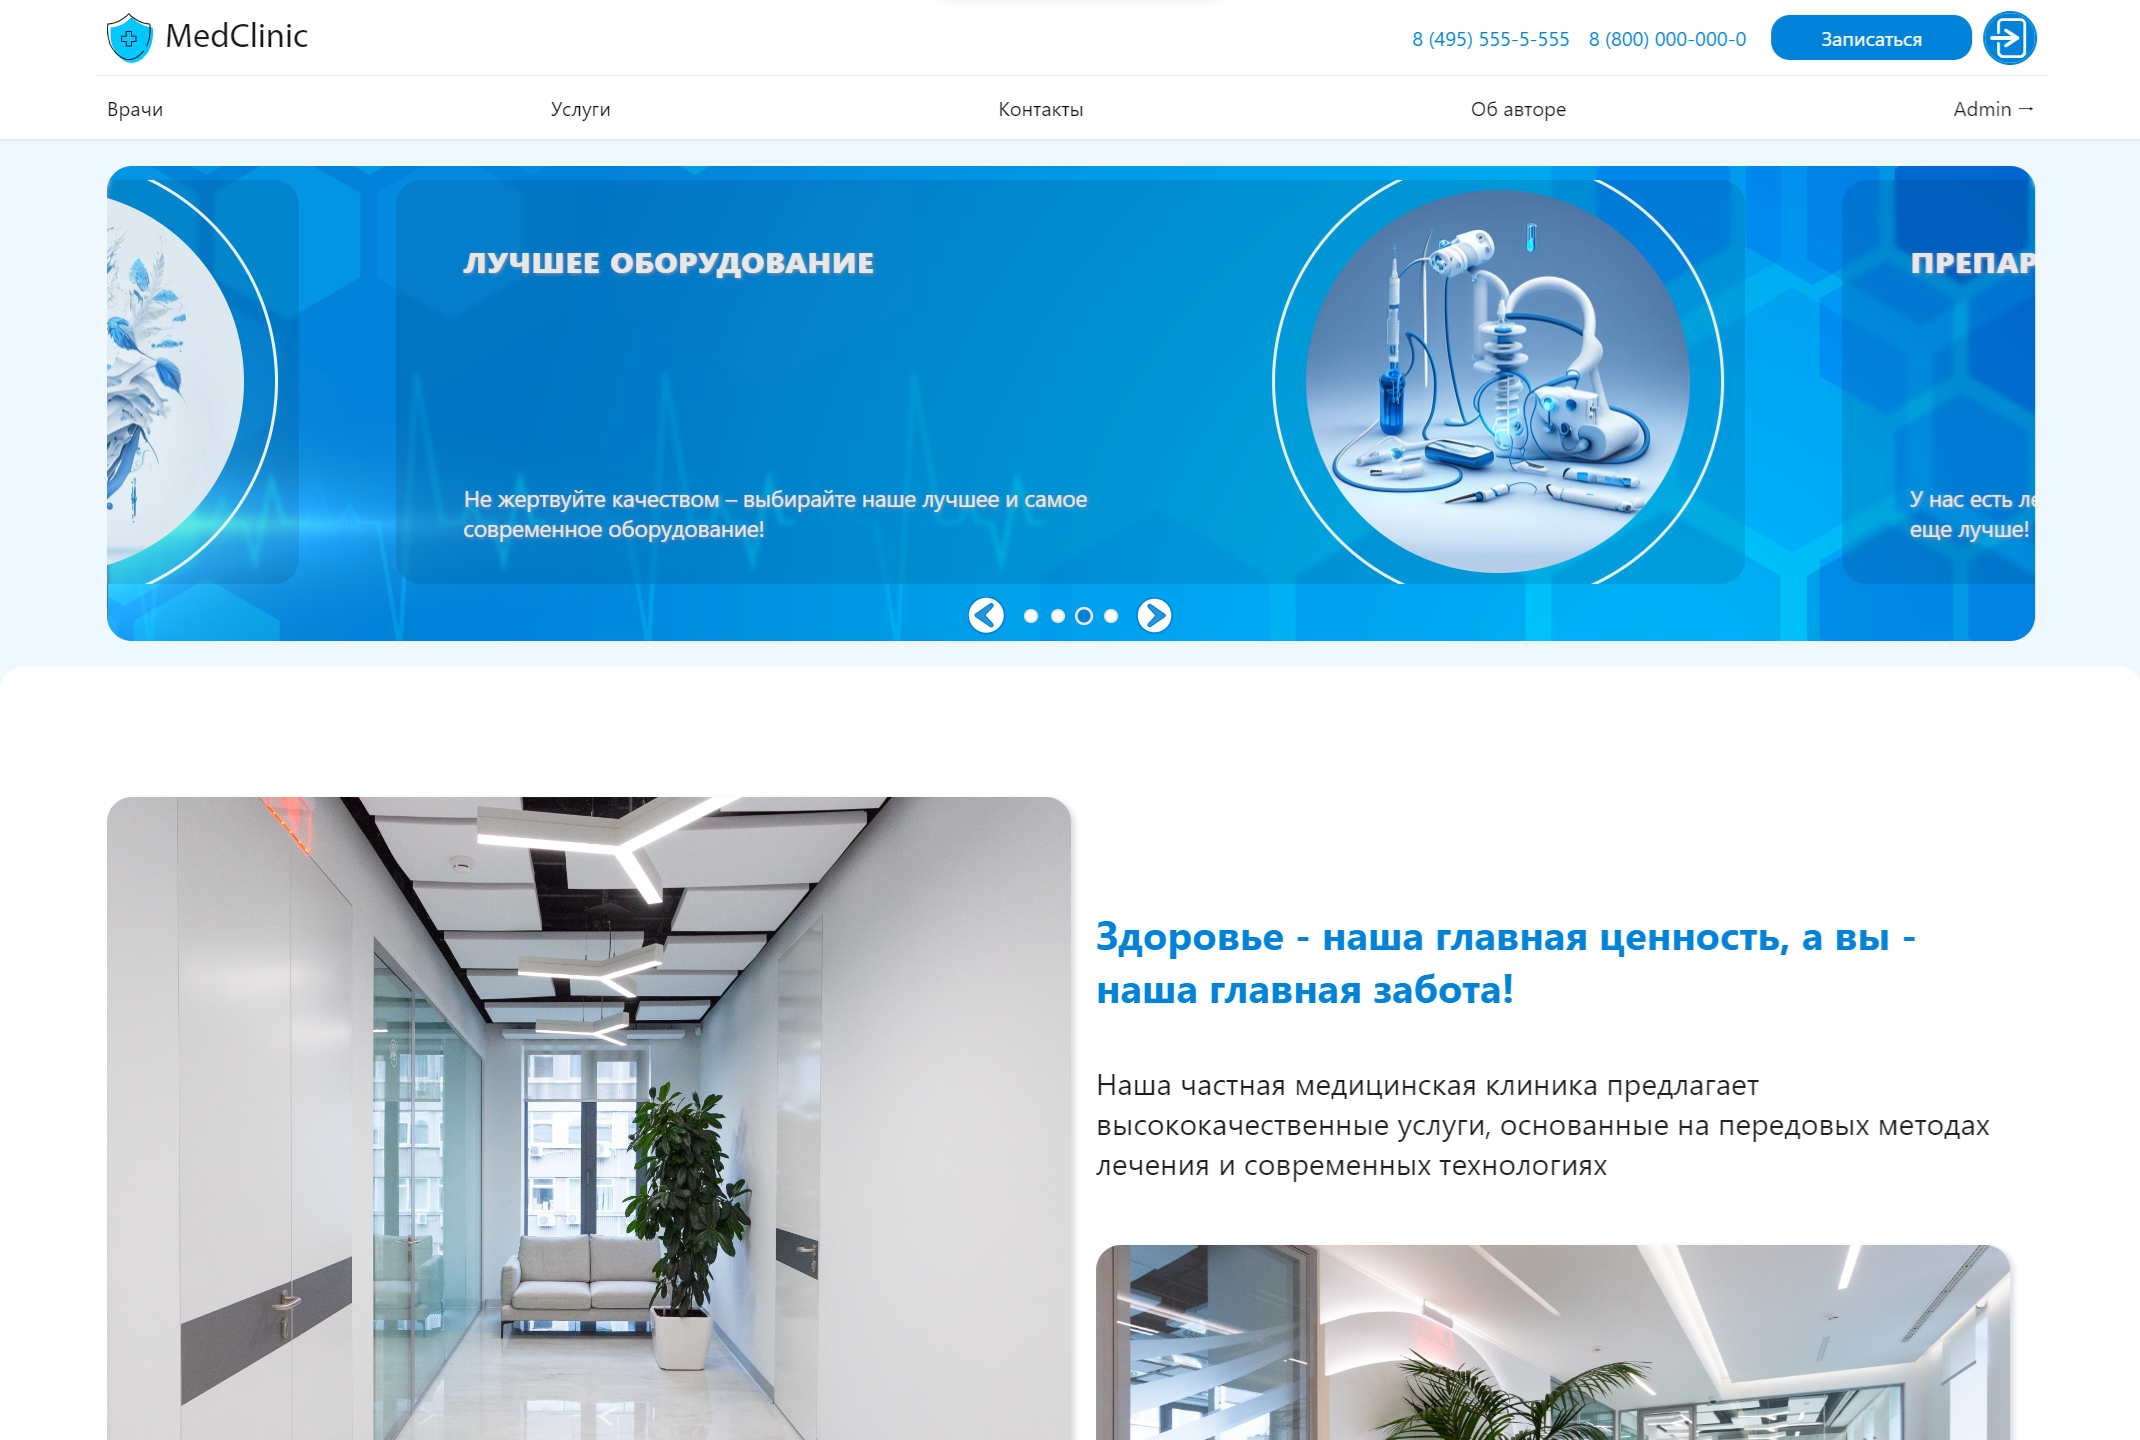 MedClinic
8 (495) 555-5-555 8 (800) 000-000-0 Записаться
Врачи Услуги Контакты Об авторе Admin →
ЛУЧШЕЕ ОБОРУДОВАНИЕ
Не жертвуйте качеством – выбирайте наше лучшее и самое
современное оборудование!
ПРЕПАР
У нас есть ле
еще лучше!
Здоровье - наша главная ценность, а вы -
наша главная забота!
Наша частная медицинская клиника предлагает
высококачественные услуги, основанные на передовых методах
лечения и современных технологиях